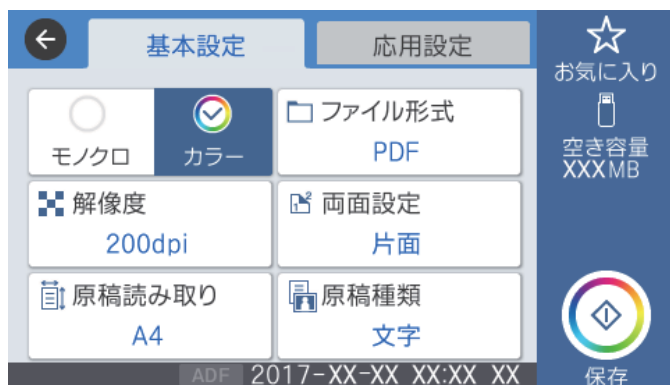 基本設定
応用設定
お気に入り
モノクロ
カラー
ファイル形式
PDF
空き容量
XXXMB
解像度
200dpi
両面設定
片面
原稿読み取り
A4
原稿種類
文字
ADF 2017-XX-XX XX:XX XX
保存